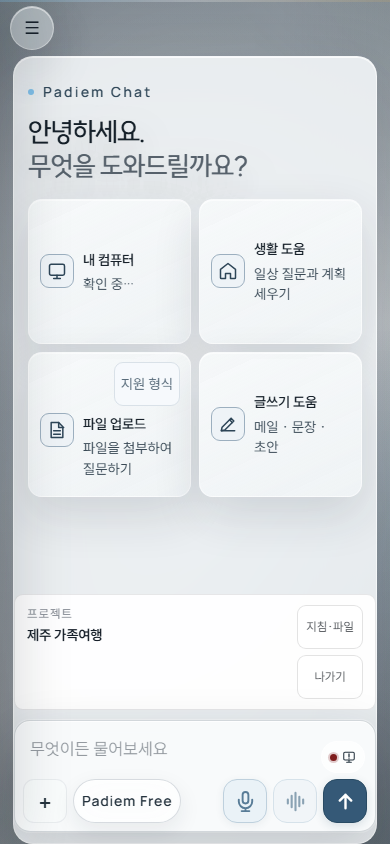 Padiem Chat
안녕하세요.
무엇을 도와드릴까요?
내 컴퓨터
확인 중…
생활 도움
일상 질문과 계획
세우기
지원 형식
파일 업로드
파일을 첨부하여
질문하기
글쓰기 도움
메일 · 문장 ·
초안
프로젝트
제주 가족여행
지침·파일
나가기
무엇이든 물어보세요
+
Padiem Free